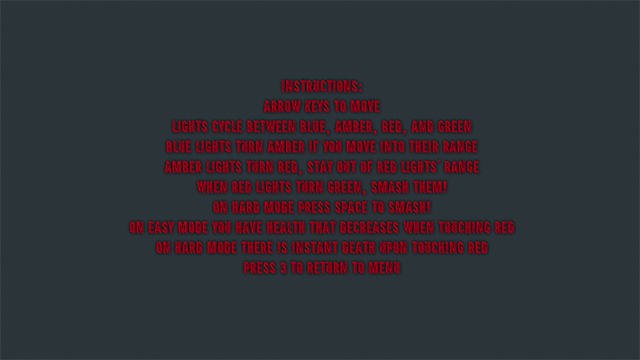 INSTRUCTIONS:
ARROW KEYS TO MOVE
LIGHTS CYCLE BETWEEN BLUE, AMBER, RED, AND GREEN
BLUE LIGHTS TURN AMBER IF YOU MOVE INTO THEIR RANGE
AMBER LIGHTS TURN RED, STAY OUT OF RED LIGHTS' RANGE
WHEN RED LIGHTS TURN GREEN, SMASH THEM!
ON HARD MODE PRESS SPACE TO SMASH!
ON EASY MODE YOU HAVE HEALTH THAT DECREASES WHEN TOUCHING RED
ON HARD MODE THERE IS INSTANT DEATH UPON TOUCHING RED
PRESS 3 TO RETURN TO MENU